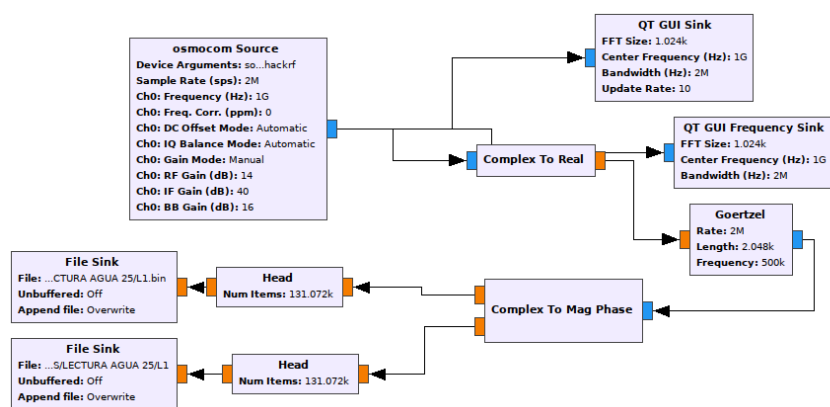 osmocom Source
Device Arguments: so...hackrf
Sample Rate (sps): 2M
Ch0: Frequency (Hz): 1G
Ch0: Freq. Corr. (ppm): 0
Ch0: DC Offset Mode: Automatic
Ch0: IQ Balance Mode: Automatic
Ch0: Gain Mode: Manual
Ch0: RF Gain (dB): 14
Ch0: IF Gain (dB): 40
Ch0: BB Gain (dB): 16
QT GUI Sink
FFT Size: 1.024k
Center Frequency (Hz): 1G
Bandwidth (Hz): 2M
Update Rate: 10
Complex To Real
QT GUI Frequency Sink
FFT Size: 1.024k
Center Frequency (Hz): 1G
Bandwidth (Hz): 2M
Goertzel
Rate: 2M
Length: 2.048k
Frequency: 500k
File Sink
File: ...CTURA AGUA 25/L1.bin
Unbuffered: Off
Append file: Overwrite
Head
Num Items: 131.072k
Complex To Mag Phase
File Sink
File: ...S/LECTURA AGUA 25/L1
Unbuffered: Off
Append file: Overwrite
Head
Num Items: 131.072k